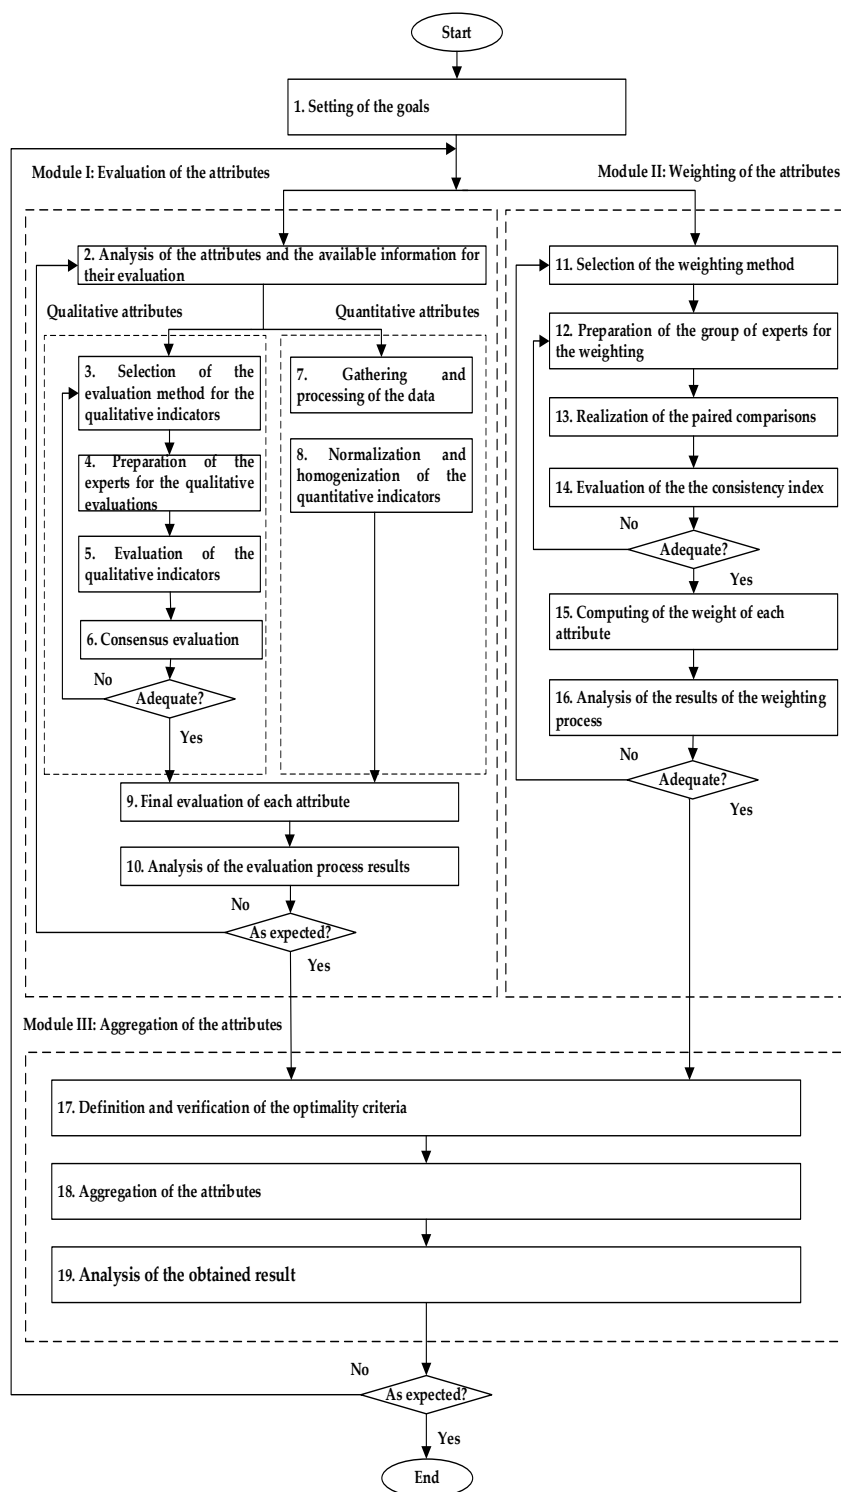 Start
1. Setting of the goals
Module I: Evaluation of the attributes
Module II: Weighting of the attributes
2. Analysis of the attributes and the available information for
their evaluation
Qualitative attributes
Quantitative attributes
3. Selection of the
evaluation method for the
qualitative indicators
4. Preparation of the
experts for the qualitative
evaluations
5. Evaluation of the
qualitative indicators
6. Consensus evaluation
No
Adequate?
Yes
7. Gathering and
processing of the data
8. Normalization and
homogenization of the
quantitative indicators
9. Final evaluation of each attribute
10. Analysis of the evaluation process results
No
As expected?
Yes
11. Selection of the weighting method
12. Preparation of the group of experts for
the weighting
13. Realization of the paired comparisons
14. Evaluation of the the consistency index
No
Adequate?
Yes
15. Computing of the weight of each
attribute
16. Analysis of the results of the weighting
process
No
Adequate?
Yes
Module III: Aggregation of the attributes
17. Definition and verification of the optimality criteria
18. Aggregation of the attributes
19. Analysis of the obtained result
No
As expected?
Yes
End